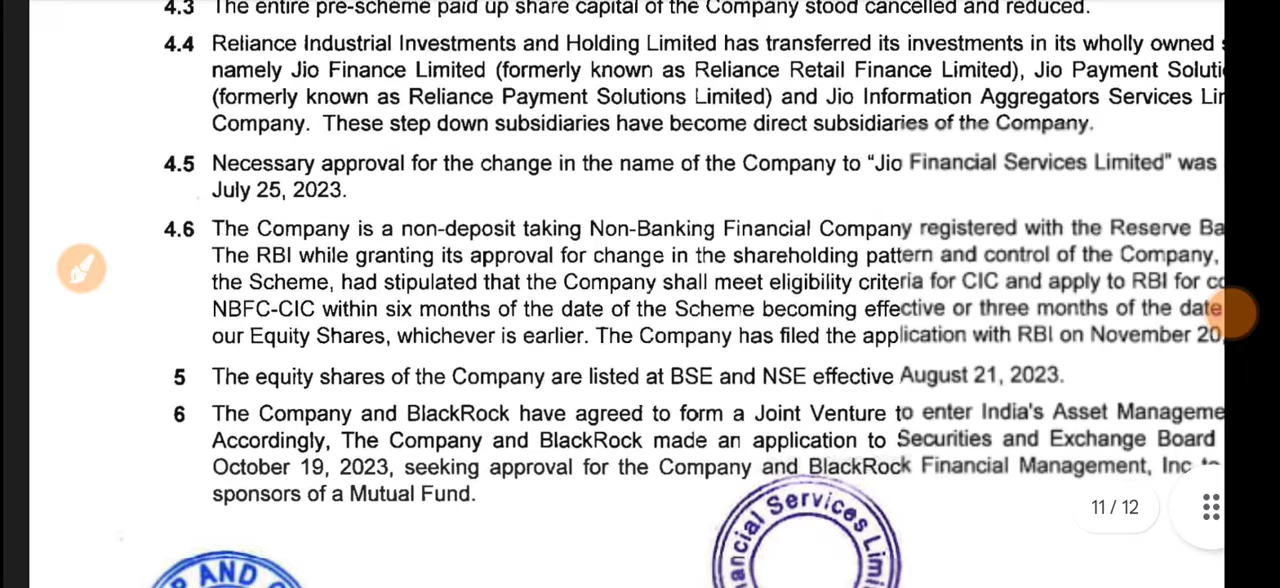 4.3 The entire pre-scheme paid up share capital of the Company stood cancelled and reduced.
4.4 Reliance Industrial Investments and Holding Limited has transferred its investments in its wholly owned
namely Jio Finance Limited (formerly known as Reliance Retail Finance Limited), Jio Payment Soluti
(formerly known as Reliance Payment Solutions Limited) and Jio Information Aggregators Services Lir
Company. These step down subsidiaries have become direct subsidiaries of the Company.
4.5 Necessary approval for the change in the name of the Company to “Jio Financial Services Limited” was
July 25, 2023.
4.6 The Company is a non-deposit taking Non-Banking Financial Company registered with the Reserve Ba
The RBI while granting its approval for change in the shareholding pattern and control of the Company,
the Scheme, had stipulated that the Company shall meet eligibility criteria for CIC and apply to RBI for co
NBFC-CIC within six months of the date of the Scheme becoming effective or three months of the date
our Equity Shares, whichever is earlier. The Company has filed the application with RBI on November 20
5 The equity shares of the Company are listed at BSE and NSE effective August 21, 2023.
6 The Company and BlackRock have agreed to form a Joint Venture to enter India's Asset Manageme
Accordingly, The Company and BlackRock made an application to Securities and Exchange Board
October 19, 2023, seeking approval for the Company and BlackRock Financial Management, Inc
sponsors of a Mutual Fund.
11 / 12
ancial Services Limi
AND